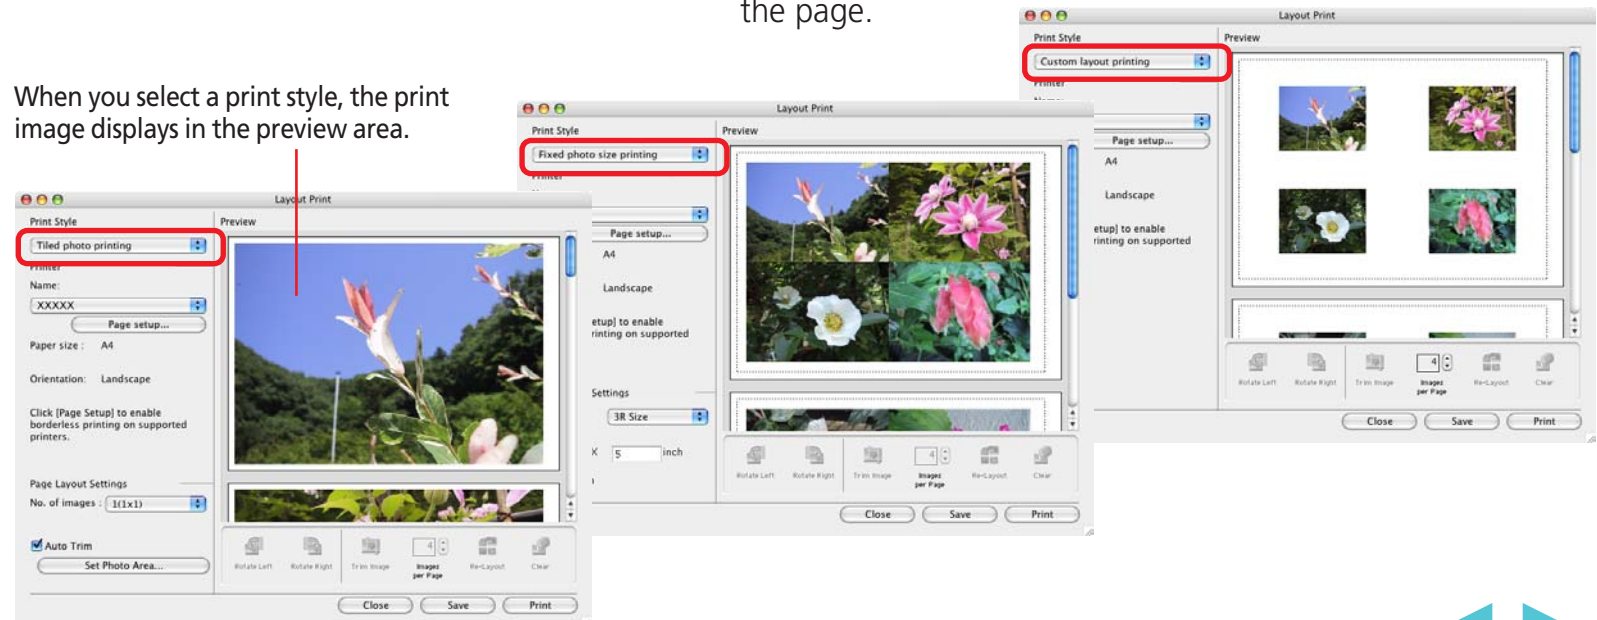 the page.
When you select a print style, the print
image displays in the preview area.
Layout Print
Print Style
Preview
Tiled photo printing
Printer
Name:
XXXXX
Page setup...
Paper size : A4
Orientation: Landscape
Click [Page Setup] to enable
borderless printing on supported
printers.
Page Layout Settings
No. of images : 1(1x1)
Auto Trim
Set Photo Area...
Rotate Left
Rotate Right
Trim Image
4
Images
per Page
Re-Layout
Clear
Close
Save
Print
Layout Print
Print Style
Preview
Fixed photo size printing
Printer
Page setup...
A4
Landscape
etup] to enable
rinting on supported
Settings
3R Size
X 5 inch
Rotate Left
Rotate Right
Trim Image
4
Images
per Page
Re-Layout
Clear
Close
Save
Print
Layout Print
Print Style
Preview
Custom layout printing
Printer
Page setup...
A4
Landscape
etup] to enable
rinting on supported
Rotate Left
Rotate Right
Trim Image
4
Images
per Page
Re-Layout
Clear
Close
Save
Print